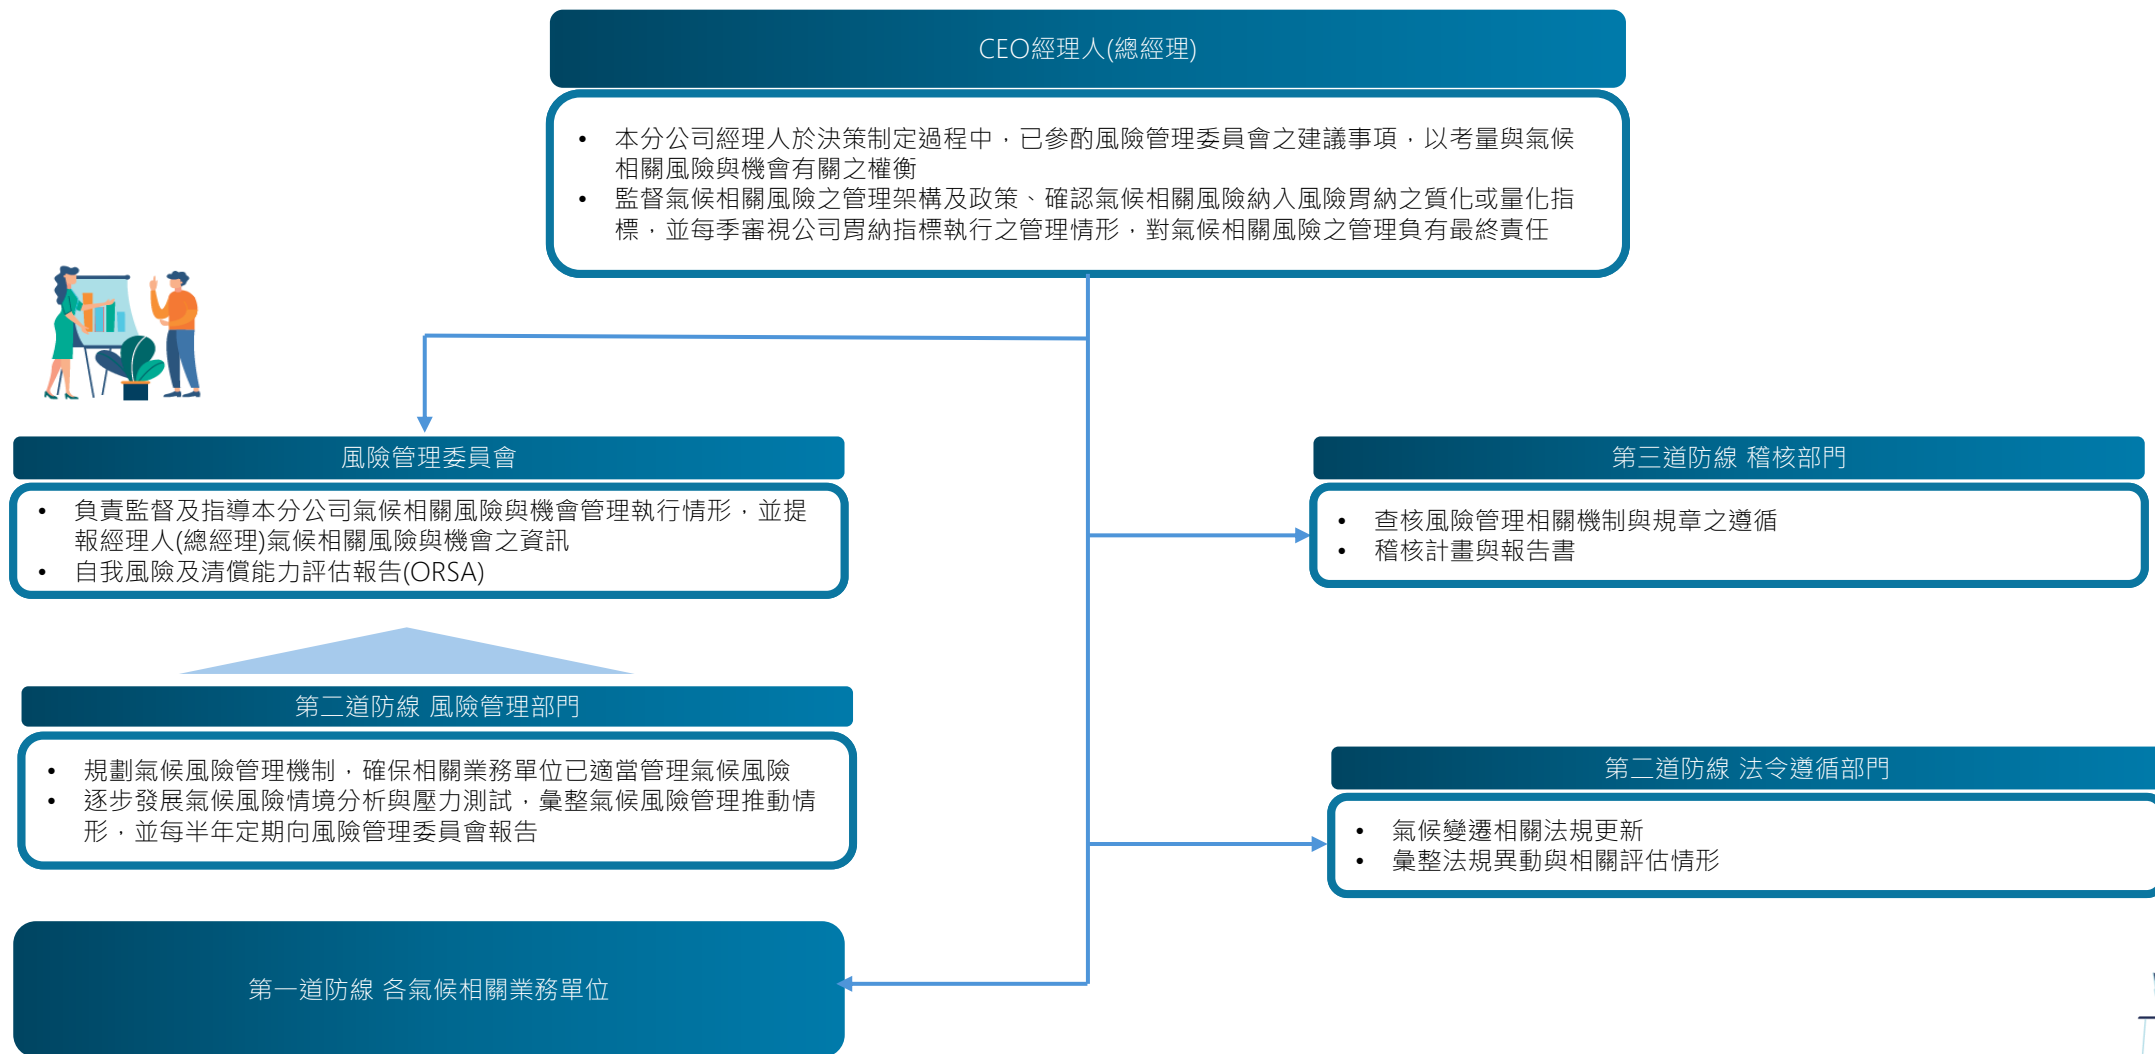 CEO經理人(總經理)
• 本分公司經理人於決策制定過程中，已參酌風險管理委員會之建議事項，以考量與氣候
相關風險與機會有關之權衡
• 監督氣候相關風險之管理架構及政策、確認氣候相關風險納入風險胃納之質化或量化指
標，並每季審視公司胃納指標執行之管理情形，對氣候相關風險之管理負有最終責任
風險管理委員會
• 負責監督及指導本分公司氣候相關風險與機會管理執行情形，並提
報經理人(總經理)氣候相關風險與機會之資訊
• 自我風險及清償能力評估報告(ORSA)
第三道防線 稽核部門
• 查核風險管理相關機制與規章之遵循
• 稽核計畫與報告書
第二道防線 風險管理部門
• 規劃氣候風險管理機制，確保相關業務單位已適當管理氣候風險
• 逐步發展氣候風險情境分析與壓力測試，彙整氣候風險管理推動情
形，並每半年定期向風險管理委員會報告
第二道防線 法令遵循部門
• 氣候變遷相關法規更新
• 彙整法規異動與相關評估情形
第一道防線 各氣候相關業務單位